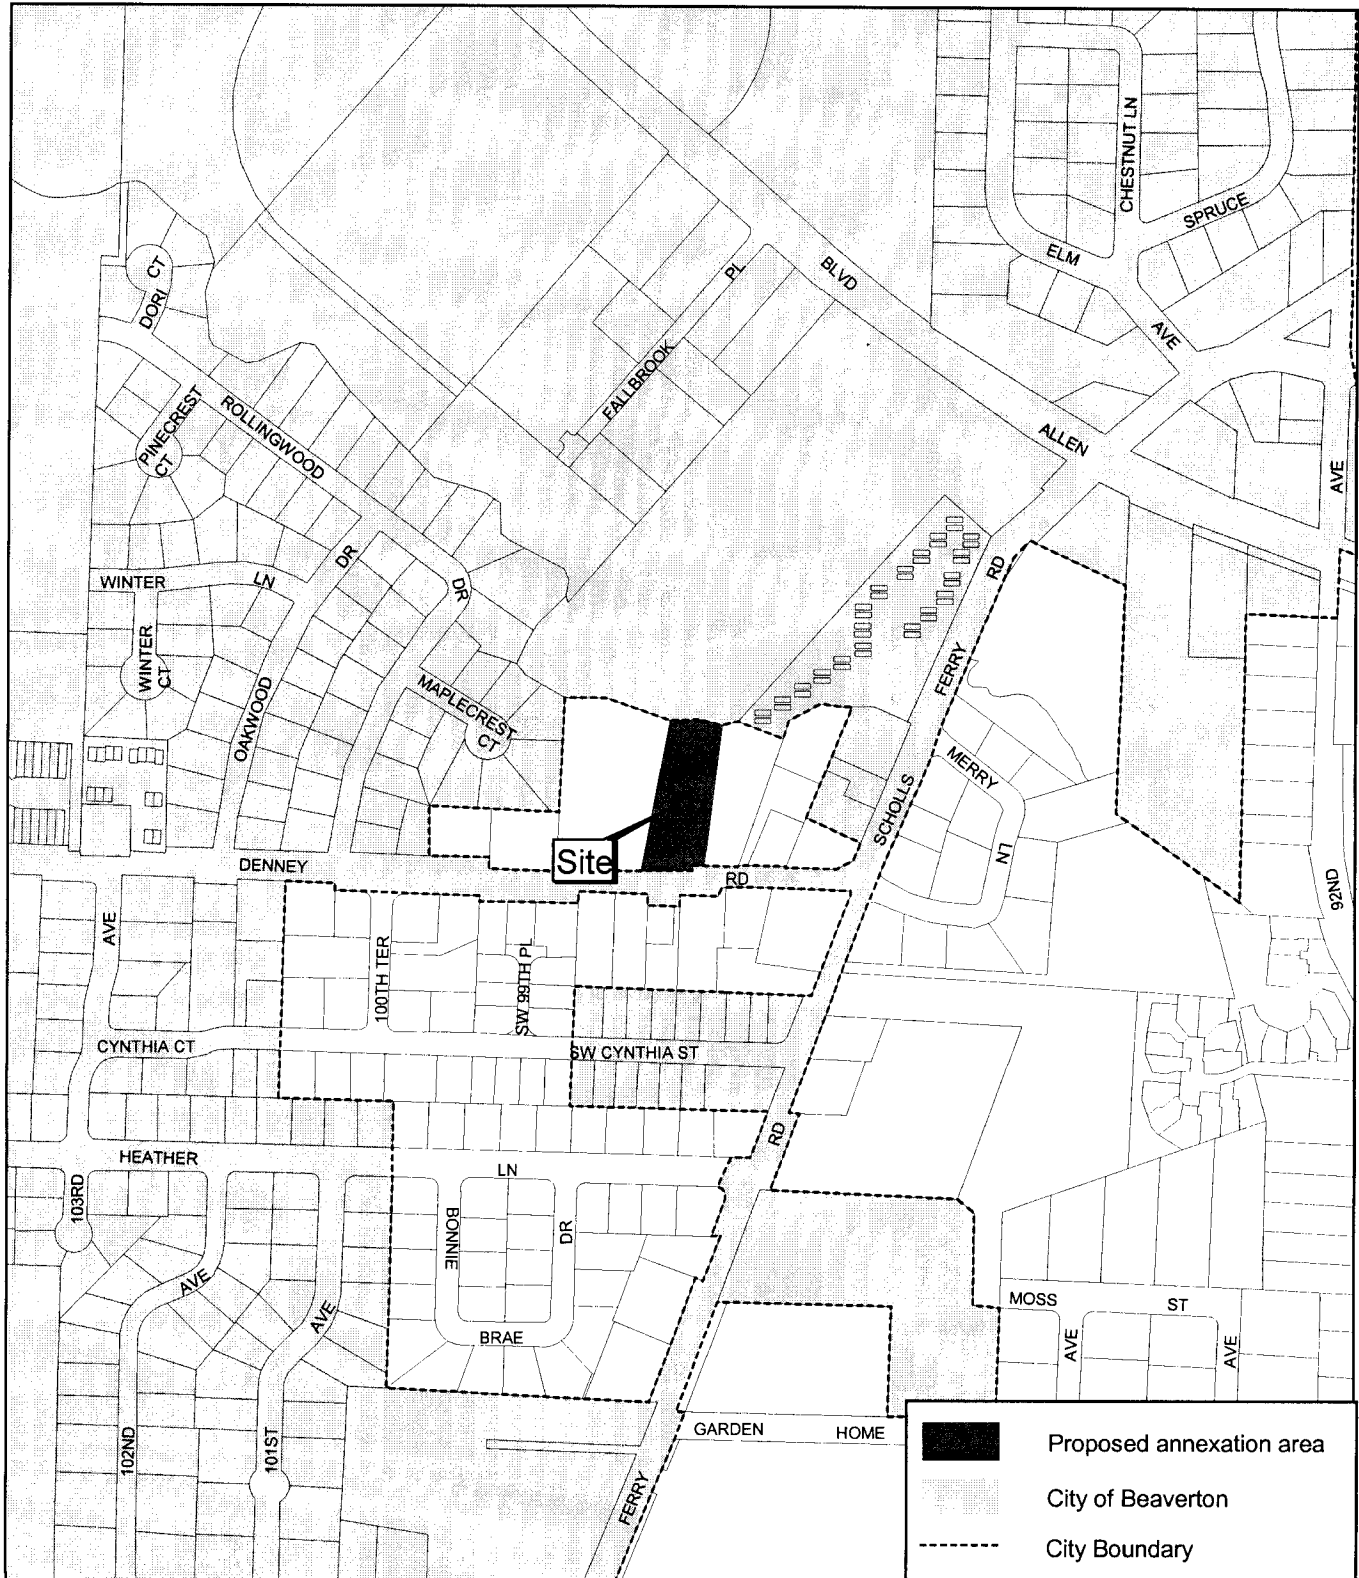 CHESTNUT LN
SPRUCE
ELM
AVE
CT
DORI
PL
BLVD
FALLBROOK
ALLEN
AVE
PINECREST
CT
ROLLINGWOOD
DR
DR
WINTER
LN
WINTER
CT
OAKWOOD
MAPLECREST
CT
RD
FERRY
SCHOLLS
MERRY
LN
Site
DENNEY
RD
92ND
AVE
100TH TER
SW 99TH PL
CYNTHIA CT
SW CYNTHIA ST
RD
HEATHER
LN
103RD
BONNIE
DR
BRAE
AVE
AVE
102ND
101ST
MOSS
ST
AVE
AVE
GARDEN
HOME
FERRY
Proposed annexation area
City of Beaverton
City Boundary